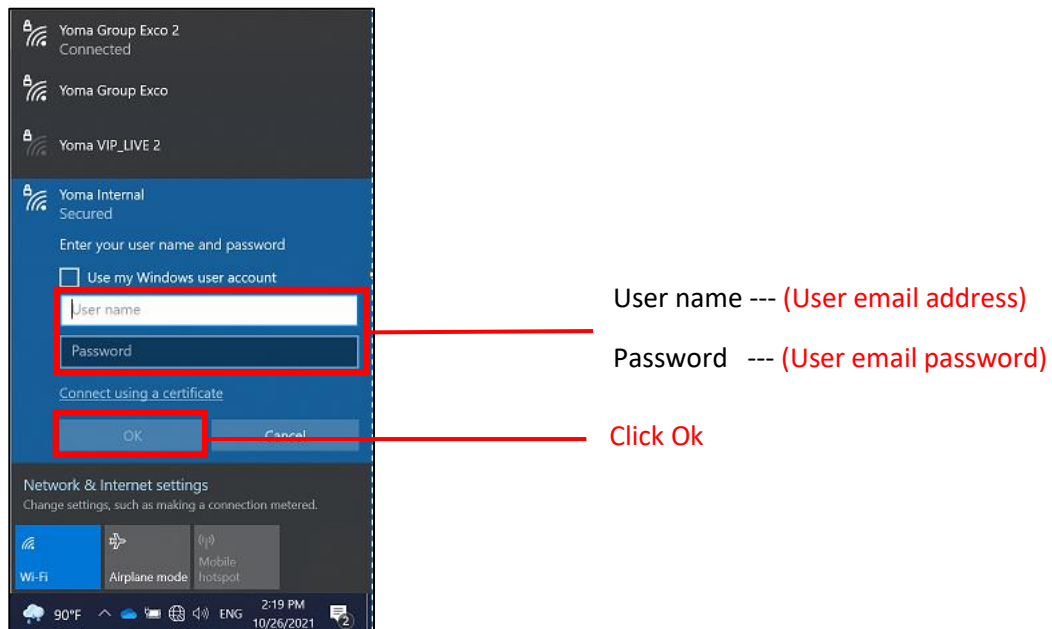 Yoma Group Exco 2
Connected
Yoma Group Exco
Yoma VIP_LIVE 2
Yoma Internal
Secured
Enter your user name and password
Use my Windows user account
User name
Password
Connect using a certificate
OK Cancel
User name --- (User email address)
Password --- (User email password)
Click Ok
Network & Internet settings
Change settings, such as making a connection metered.
Wi-Fi
Airplane mode
Mobile
hotspot
90°F ENG 2:19 PM
10/26/2021
2